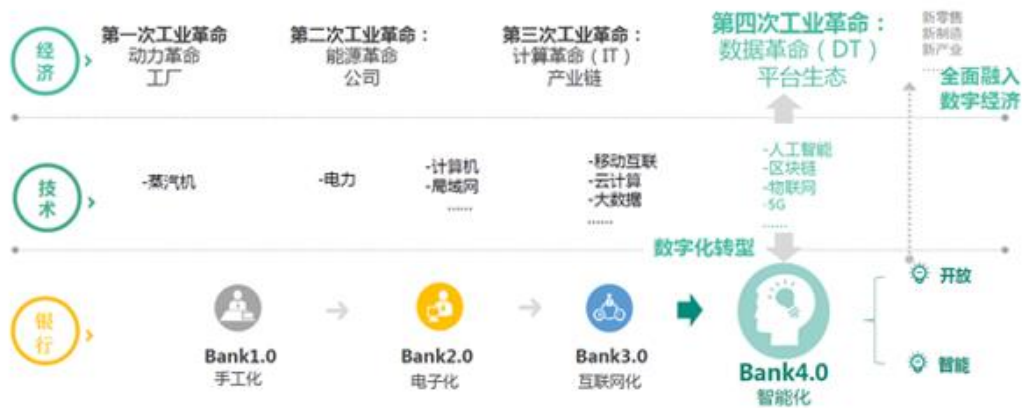 经济
第一次工业革命
动力革命
工厂
第二次工业革命：
能源革命
公司
第三次工业革命：
计算革命（IT）
产业链
第四次工业革命：
数据革命（DT）
平台生态
新零售
新制造
新产业
......
全面融入
数字经济
技术
-蒸汽机
-电力
-计算机
-局域网
......
-移动互联
-云计算
-大数据
......
-人工智能
-区块链
-物联网
-5G
......
数字化转型
银行
Bank1.0
手工化
Bank2.0
电子化
Bank3.0
互联网化
Bank4.0
智能化
开放
智能